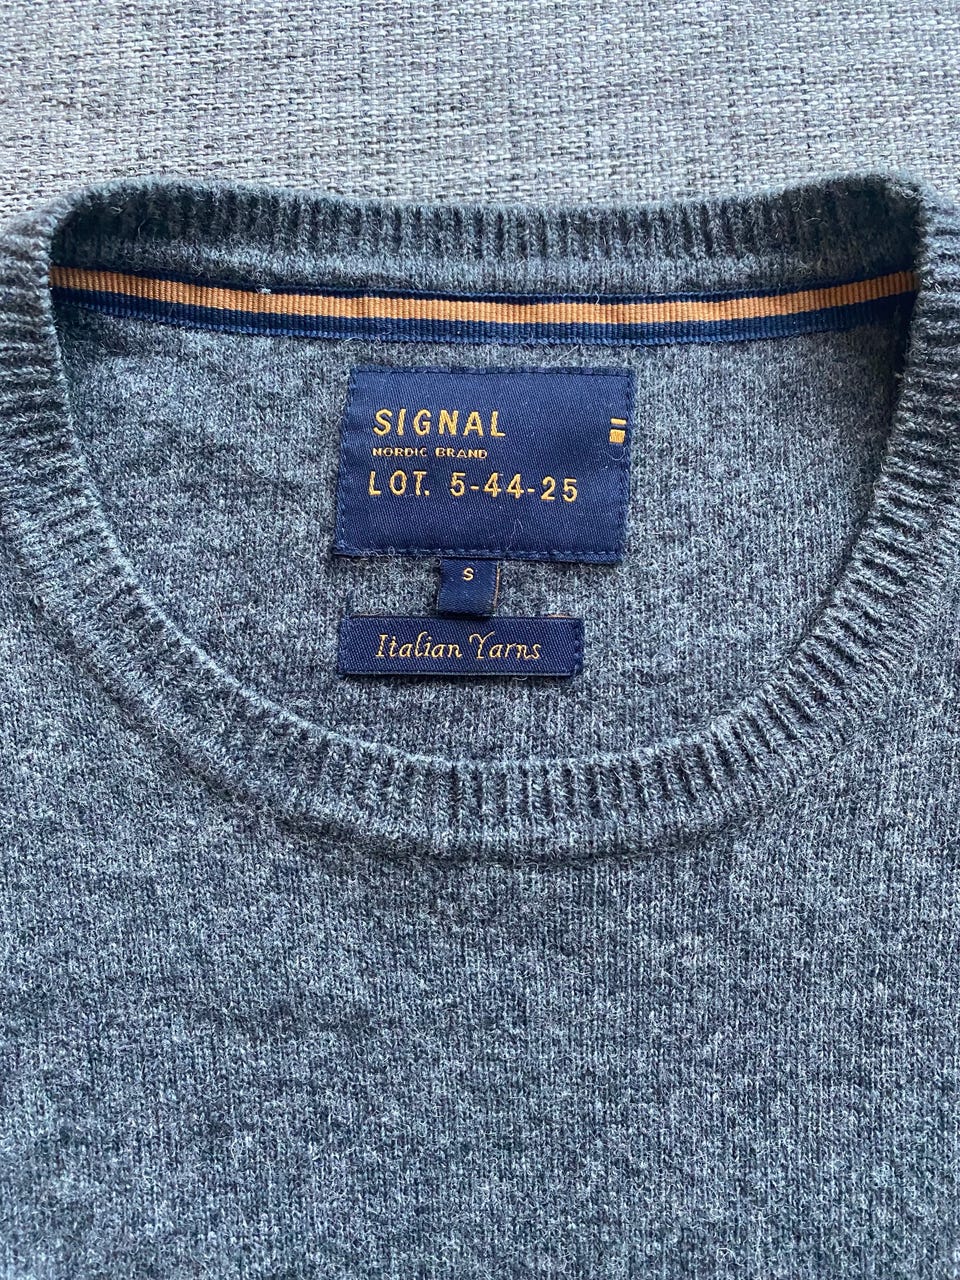 SIGNAL
NORDIC BRAND
LOT. 5-44-25
S
Italian Yarns